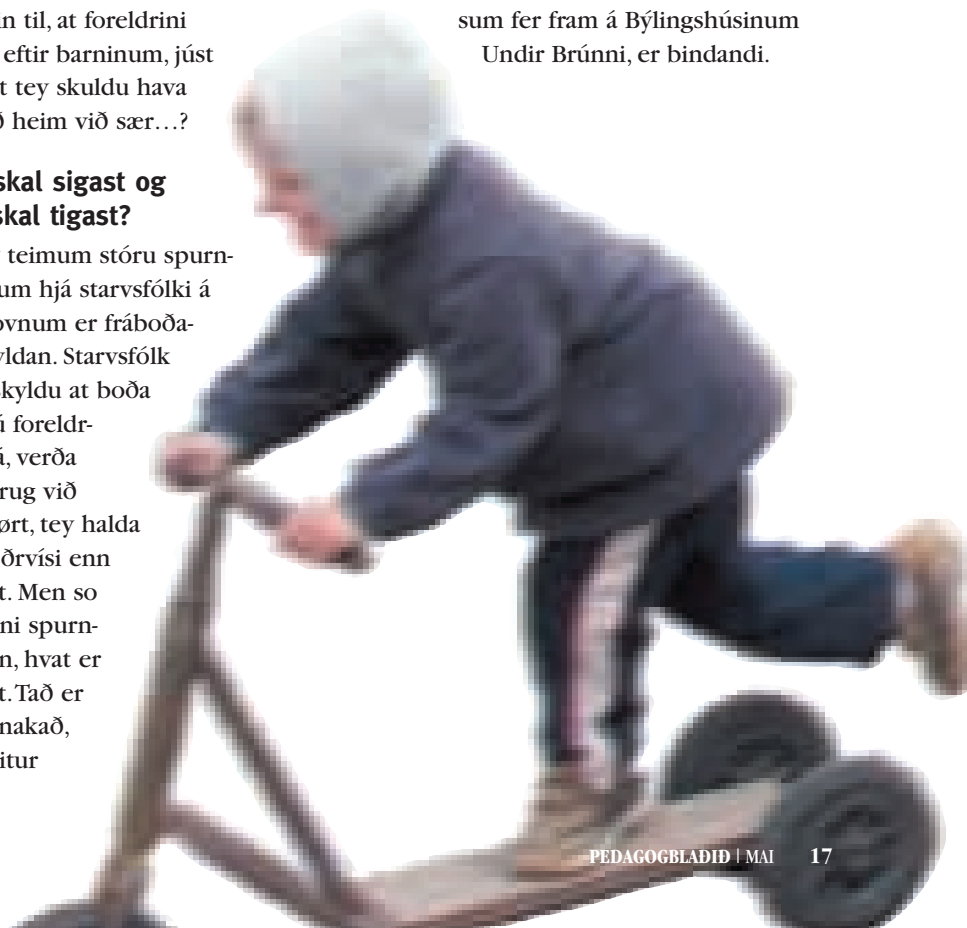 in til, at foreldrini
eftir barninum, júst
t tey skuldu hava
ð heim við sær…?
skal sigast og
skal tigast?
teimum stóru spurn-
um hjá starvsfólki á
ovnum er fráboða-
yldan. Starvsfólk
skyldu at boða
ú foreldr-
á, verða
rug við
ørt, tey halda
ðrvísi enn
t. Men so
ni spurn-
n, hvat er
t. Tað er
nakað,
itur
sum fer fram á Býlingshúsinum
Undir Brúnni, er bindandi.
PEDAGOGBLAÐIÐ | MAI 17